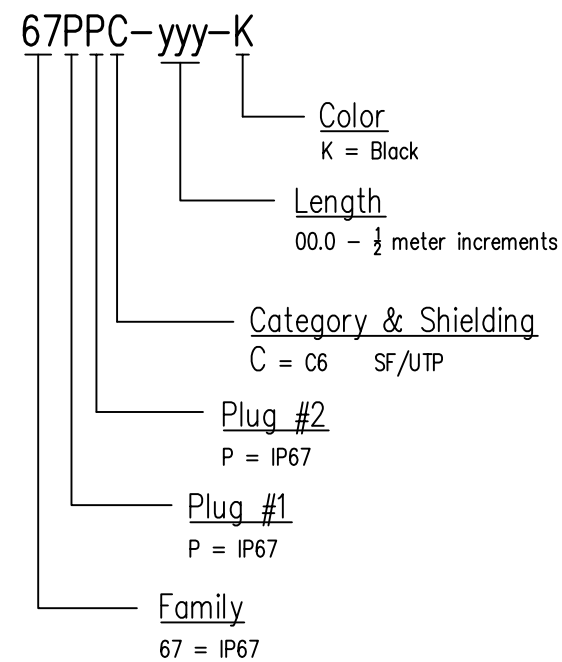 67PPC-yyy-K
Color
K = Black
Length
00.0 - ½ meter increments
Category & Shielding
C = C6 SF/UTP
Plug #2
P = IP67
Plug #1
P = IP67
Family
67 = IP67